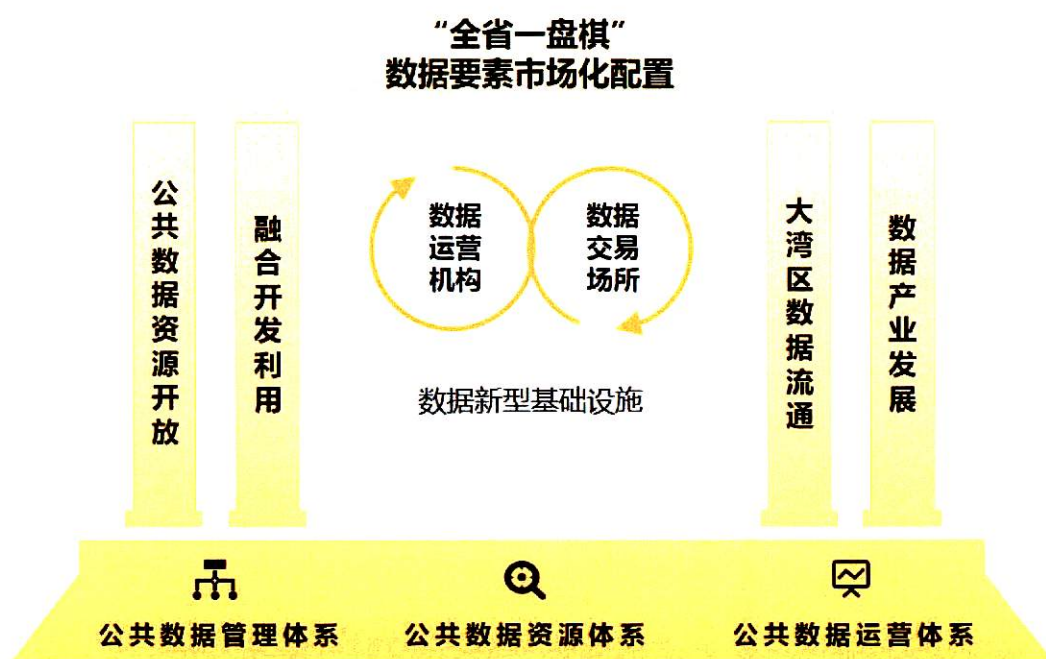 “全省一盘棋”
数据要素市场化配置
公共数据资源开放
融合开发利用
数据
运营
机构
数据
交易
场所
大湾区数据流通
数据产业发展
数据新型基础设施
公共数据管理体系
公共数据资源体系
公共数据运营体系